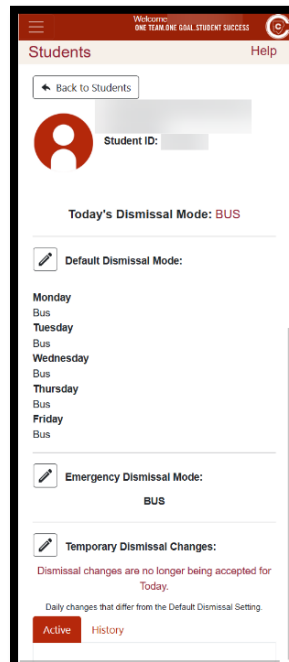 Welcome
ONE TEAM.ONE GOAL.STUDENT SUCCESS
Students
Help
Back to Students
Student ID:
Today's Dismissal Mode: BUS
Default Dismissal Mode:
Monday
Bus
Tuesday
Bus
Wednesday
Bus
Thursday
Bus
Friday
Bus
Emergency Dismissal Mode:
BUS
Temporary Dismissal Changes:
Dismissal changes are no longer being accepted for
Today.
Daily changes that differ from the Default Dismissal Setting.
Active
History